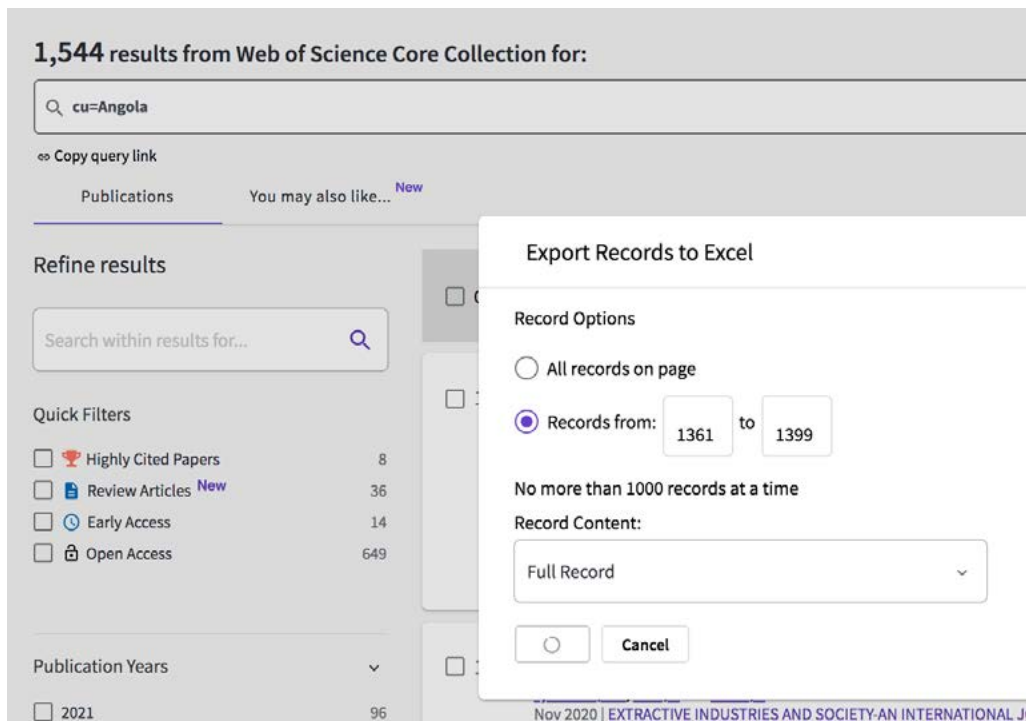 1,544 results from Web of Science Core Collection for:
cu=Angola
Copy query link
Publications
You may also like... New
Refine results
Search within results for...
Quick Filters
Highly Cited Papers 8
Review Articles New 36
Early Access 14
Open Access 649
Publication Years
2021 96
Export Records to Excel
Record Options
All records on page
Records from: 1361 to 1399
No more than 1000 records at a time
Record Content:
Full Record
Cancel
Nov 2020 | EXTRACTIVE INDUSTRIES AND SOCIETY-AN INTERNATIONAL